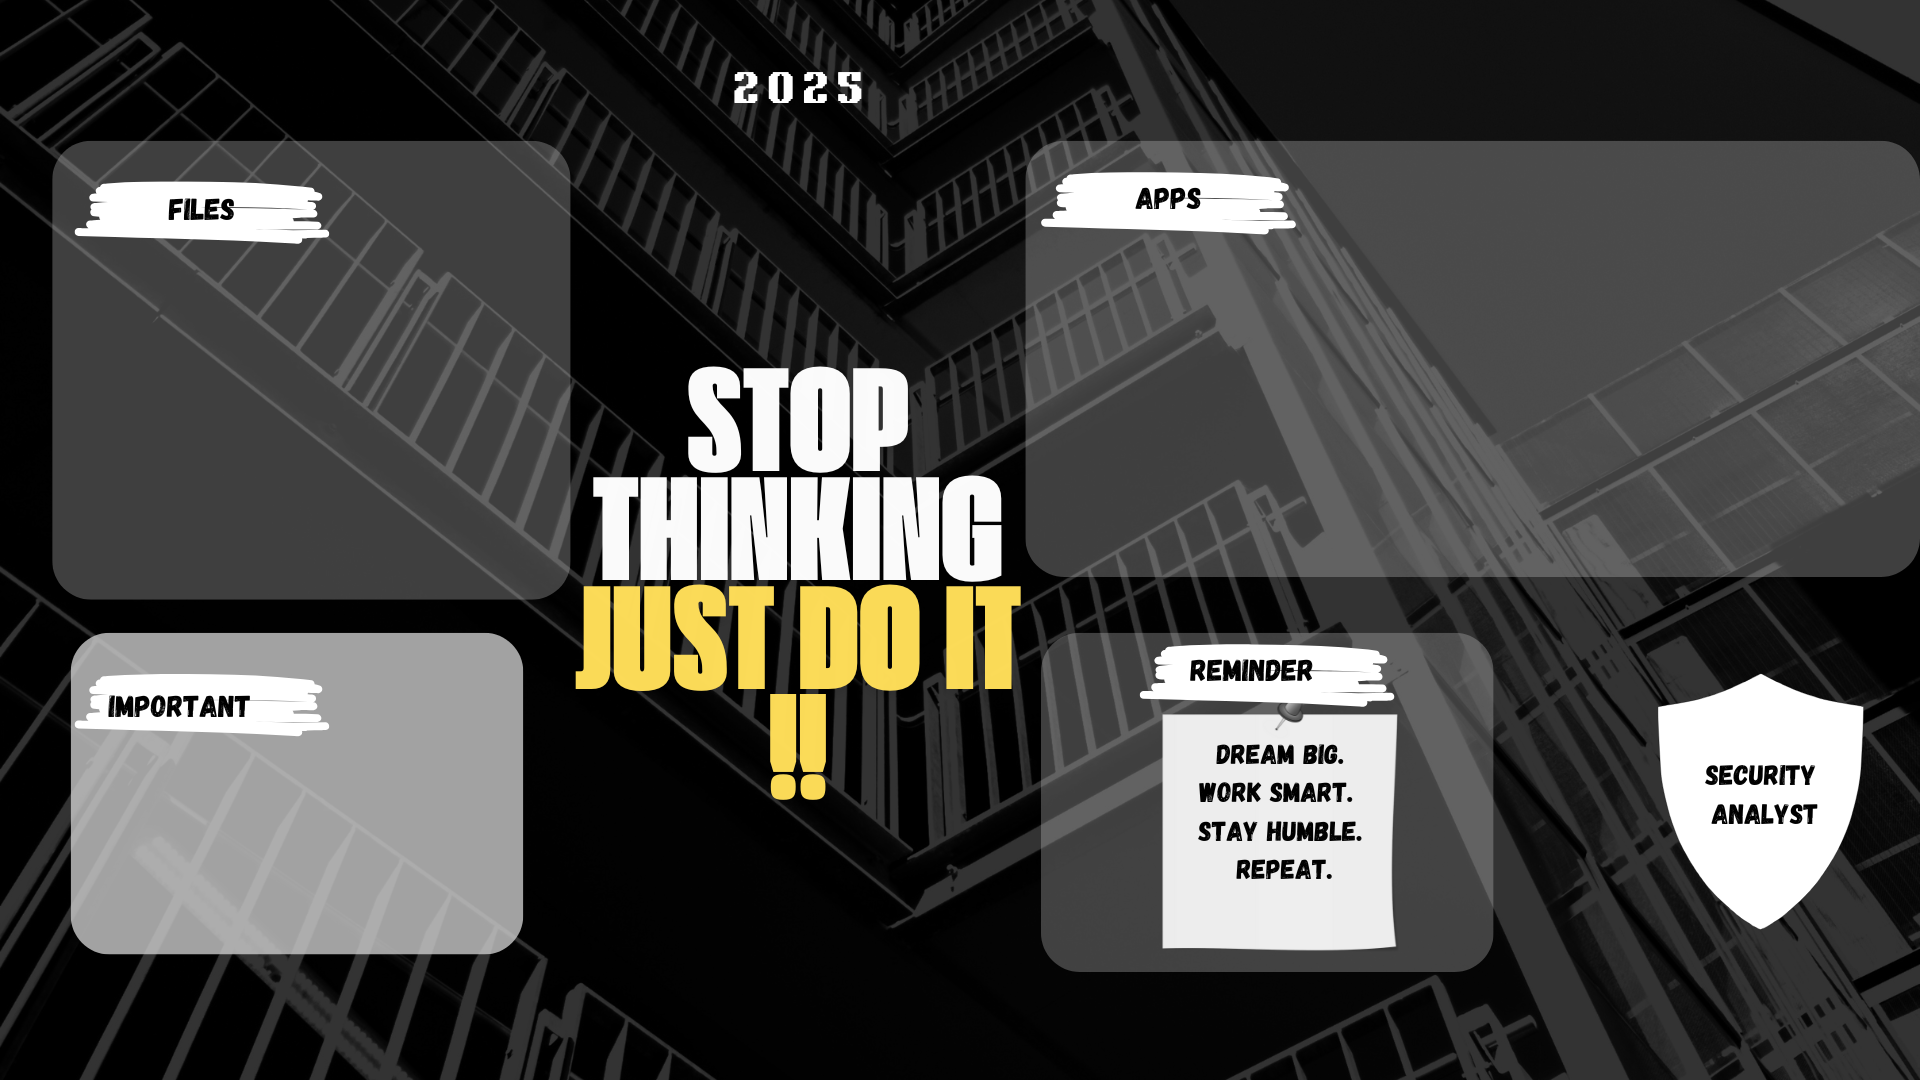 2025
FILES
APPS
STOP
THINKING
JUST DO IT
!!
IMPORTANT
REMINDER
DREAM BIG.
WORK SMART.
STAY HUMBLE.
REPEAT.
SECURITY
ANALYST